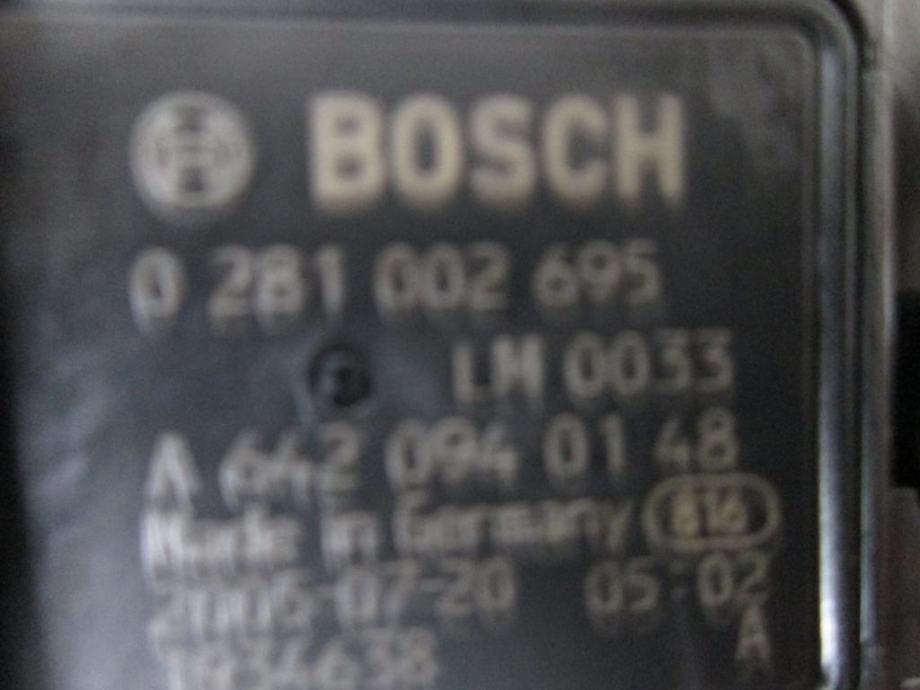 BOSCH
0 281 002 695
LM 0033
A 642 094 01 48
Made in Germany 816
2006-07-20 05:02
A